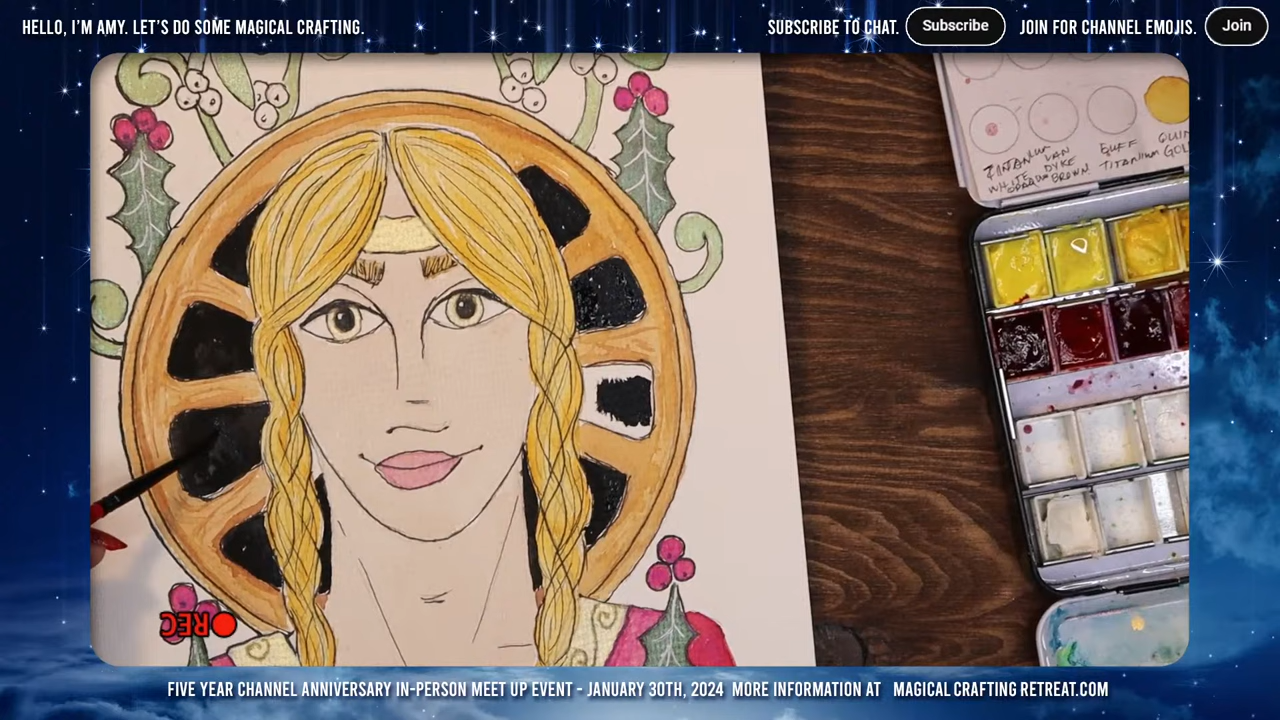 HELLO, I'M AMY. LET'S DO SOME MAGICAL CRAFTING.
SUBSCRIBE TO CHAT. Subscribe JOIN FOR CHANNEL EMOJIS. Join
TITANIUM WHITE OPAQUE
VAN DYKE BROWN
BUFF TITANIUM
REC
FIVE YEAR CHANNEL ANNIVERSARY IN-PERSON MEET UP EVENT - JANUARY 30TH, 2024 MORE INFORMATION AT MAGICAL CRAFTING RETREAT.COM